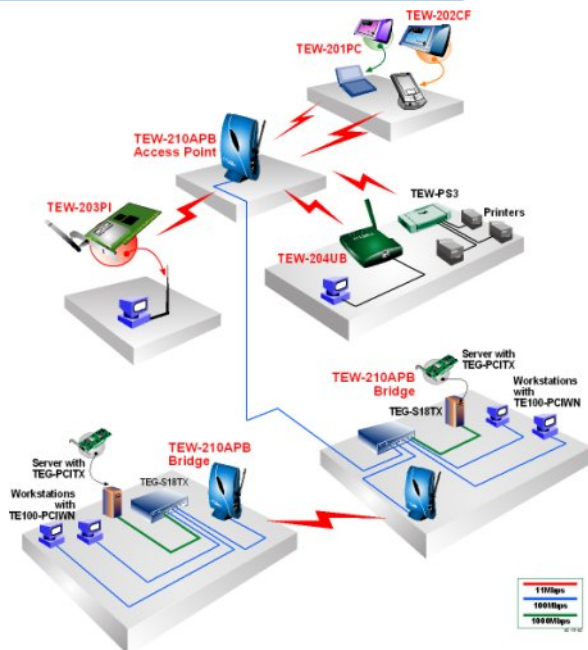 TEW-202CF
TEW-201PC
TEW-210APB
Access Point
TEW-203PI
TEW-PS3
Printers
TEW-204UB
Server with
TEG-PCITX
TEW-210APB
Bridge
TEG-S18TX
Workstations
with
TE100-PCIWN
TEW-210APB
Bridge
TEG-S18TX
Server with
TEG-PCITX
Workstations
with
TE100-PCIWN
11Mbps
100Mbps
1000Mbps